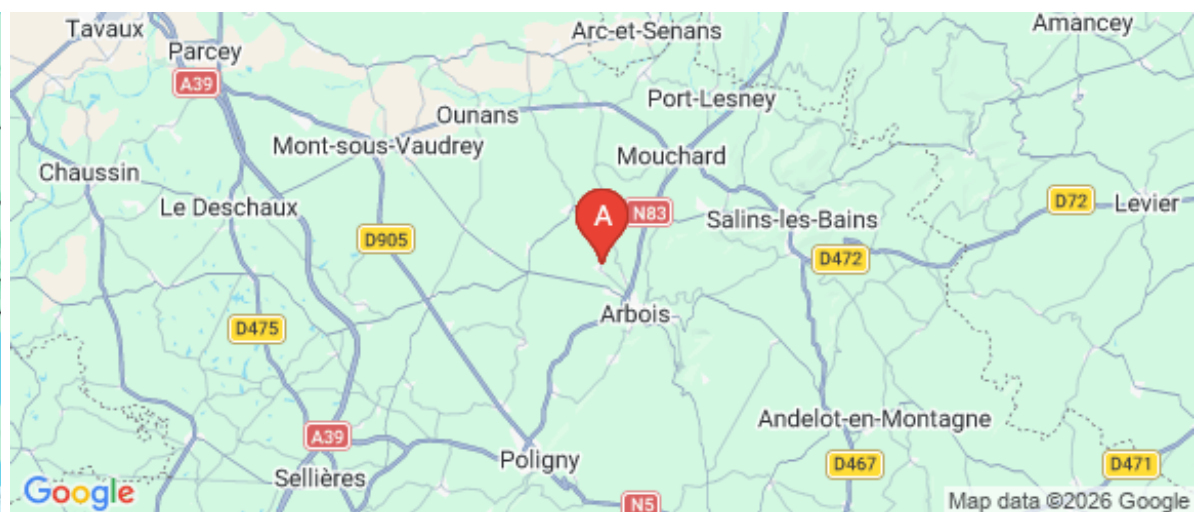 Tavaux
Arc-et-Senans
Amancey
Parcey
A39
Port-Lesney
Ounans
Mont-sous-Vaudrey
Mouchard
Chaussin
Le Deschaux
A
N83
Salins-les-Bains
D72
Levier
D905
D472
Arbois
D475
Andelot-en-Montagne
A39
Poligny
Sellières
D467
D471
Google
N5
Map data ©2026 Google